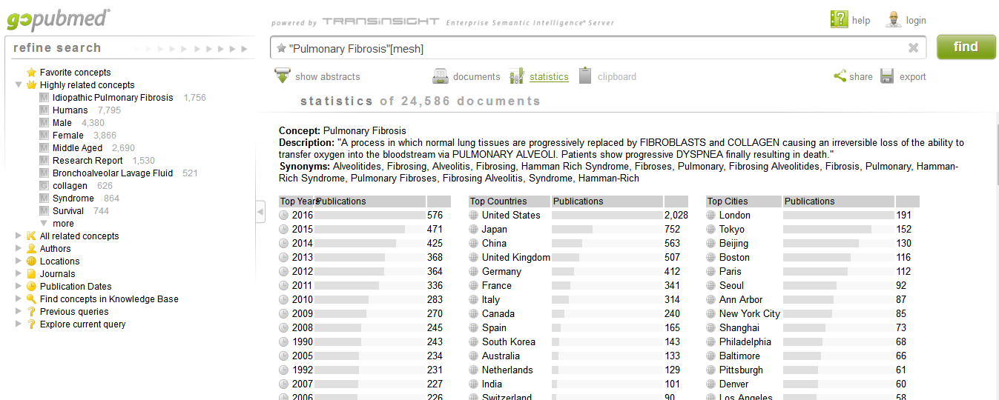 gopubmed®
powered by TRANSINSIGHT Enterprise Semantic Intelligence® Server
help
login
refine search
"Pulmonary Fibrosis"[mesh]
find
show abstracts
documents
statistics
clipboard
share
export
statistics of 24,586 documents
Favorite concepts
Highly related concepts
M Idiopathic Pulmonary Fibrosis 1,756
M Humans 7,795
M Male 4,380
M Female 3,866
M Middle Aged 2,690
M Research Report 1,530
M Bronchoalveolar Lavage Fluid 521
G collagen 626
M Syndrome 864
M Survival 744
more
All related concepts
Authors
Locations
Journals
Publication Dates
Find concepts in Knowledge Base
Previous queries
Explore current query
Concept: Pulmonary Fibrosis
Description: "A process in which normal lung tissues are progressively replaced by FIBROBLASTS and COLLAGEN causing an irreversible loss of the ability to
transfer oxygen into the bloodstream via PULMONARY ALVEOLI. Patients show progressive DYSPNEA finally resulting in death."
Synonyms: Alveolitides, Fibrosing, Alveolitis, Fibrosing, Hamman Rich Syndrome, Fibroses, Pulmonary, Fibrosing Alveolitides, Fibrosis, Pulmonary, Hamman-
Rich Syndrome, Pulmonary Fibroses, Fibrosing Alveolitis, Syndrome, Hamman-Rich
Top Years Publications
2016 576
2015 471
2014 425
2013 368
2012 364
2011 336
2010 283
2009 270
2008 245
1990 243
2005 234
1992 231
2007 227
2006 226
Top Countries Publications
United States 2,028
Japan 752
China 563
United Kingdom 507
Germany 412
France 341
Italy 314
Canada 240
Spain 165
South Korea 143
Australia 133
Netherlands 129
India 101
Switzerland 90
Top Cities Publications
London 191
Tokyo 152
Beijing 130
Boston 116
Paris 112
Seoul 92
Ann Arbor 87
New York City 85
Shanghai 73
Philadelphia 68
Baltimore 66
Pittsburgh 61
Denver 60
Los Angeles 58